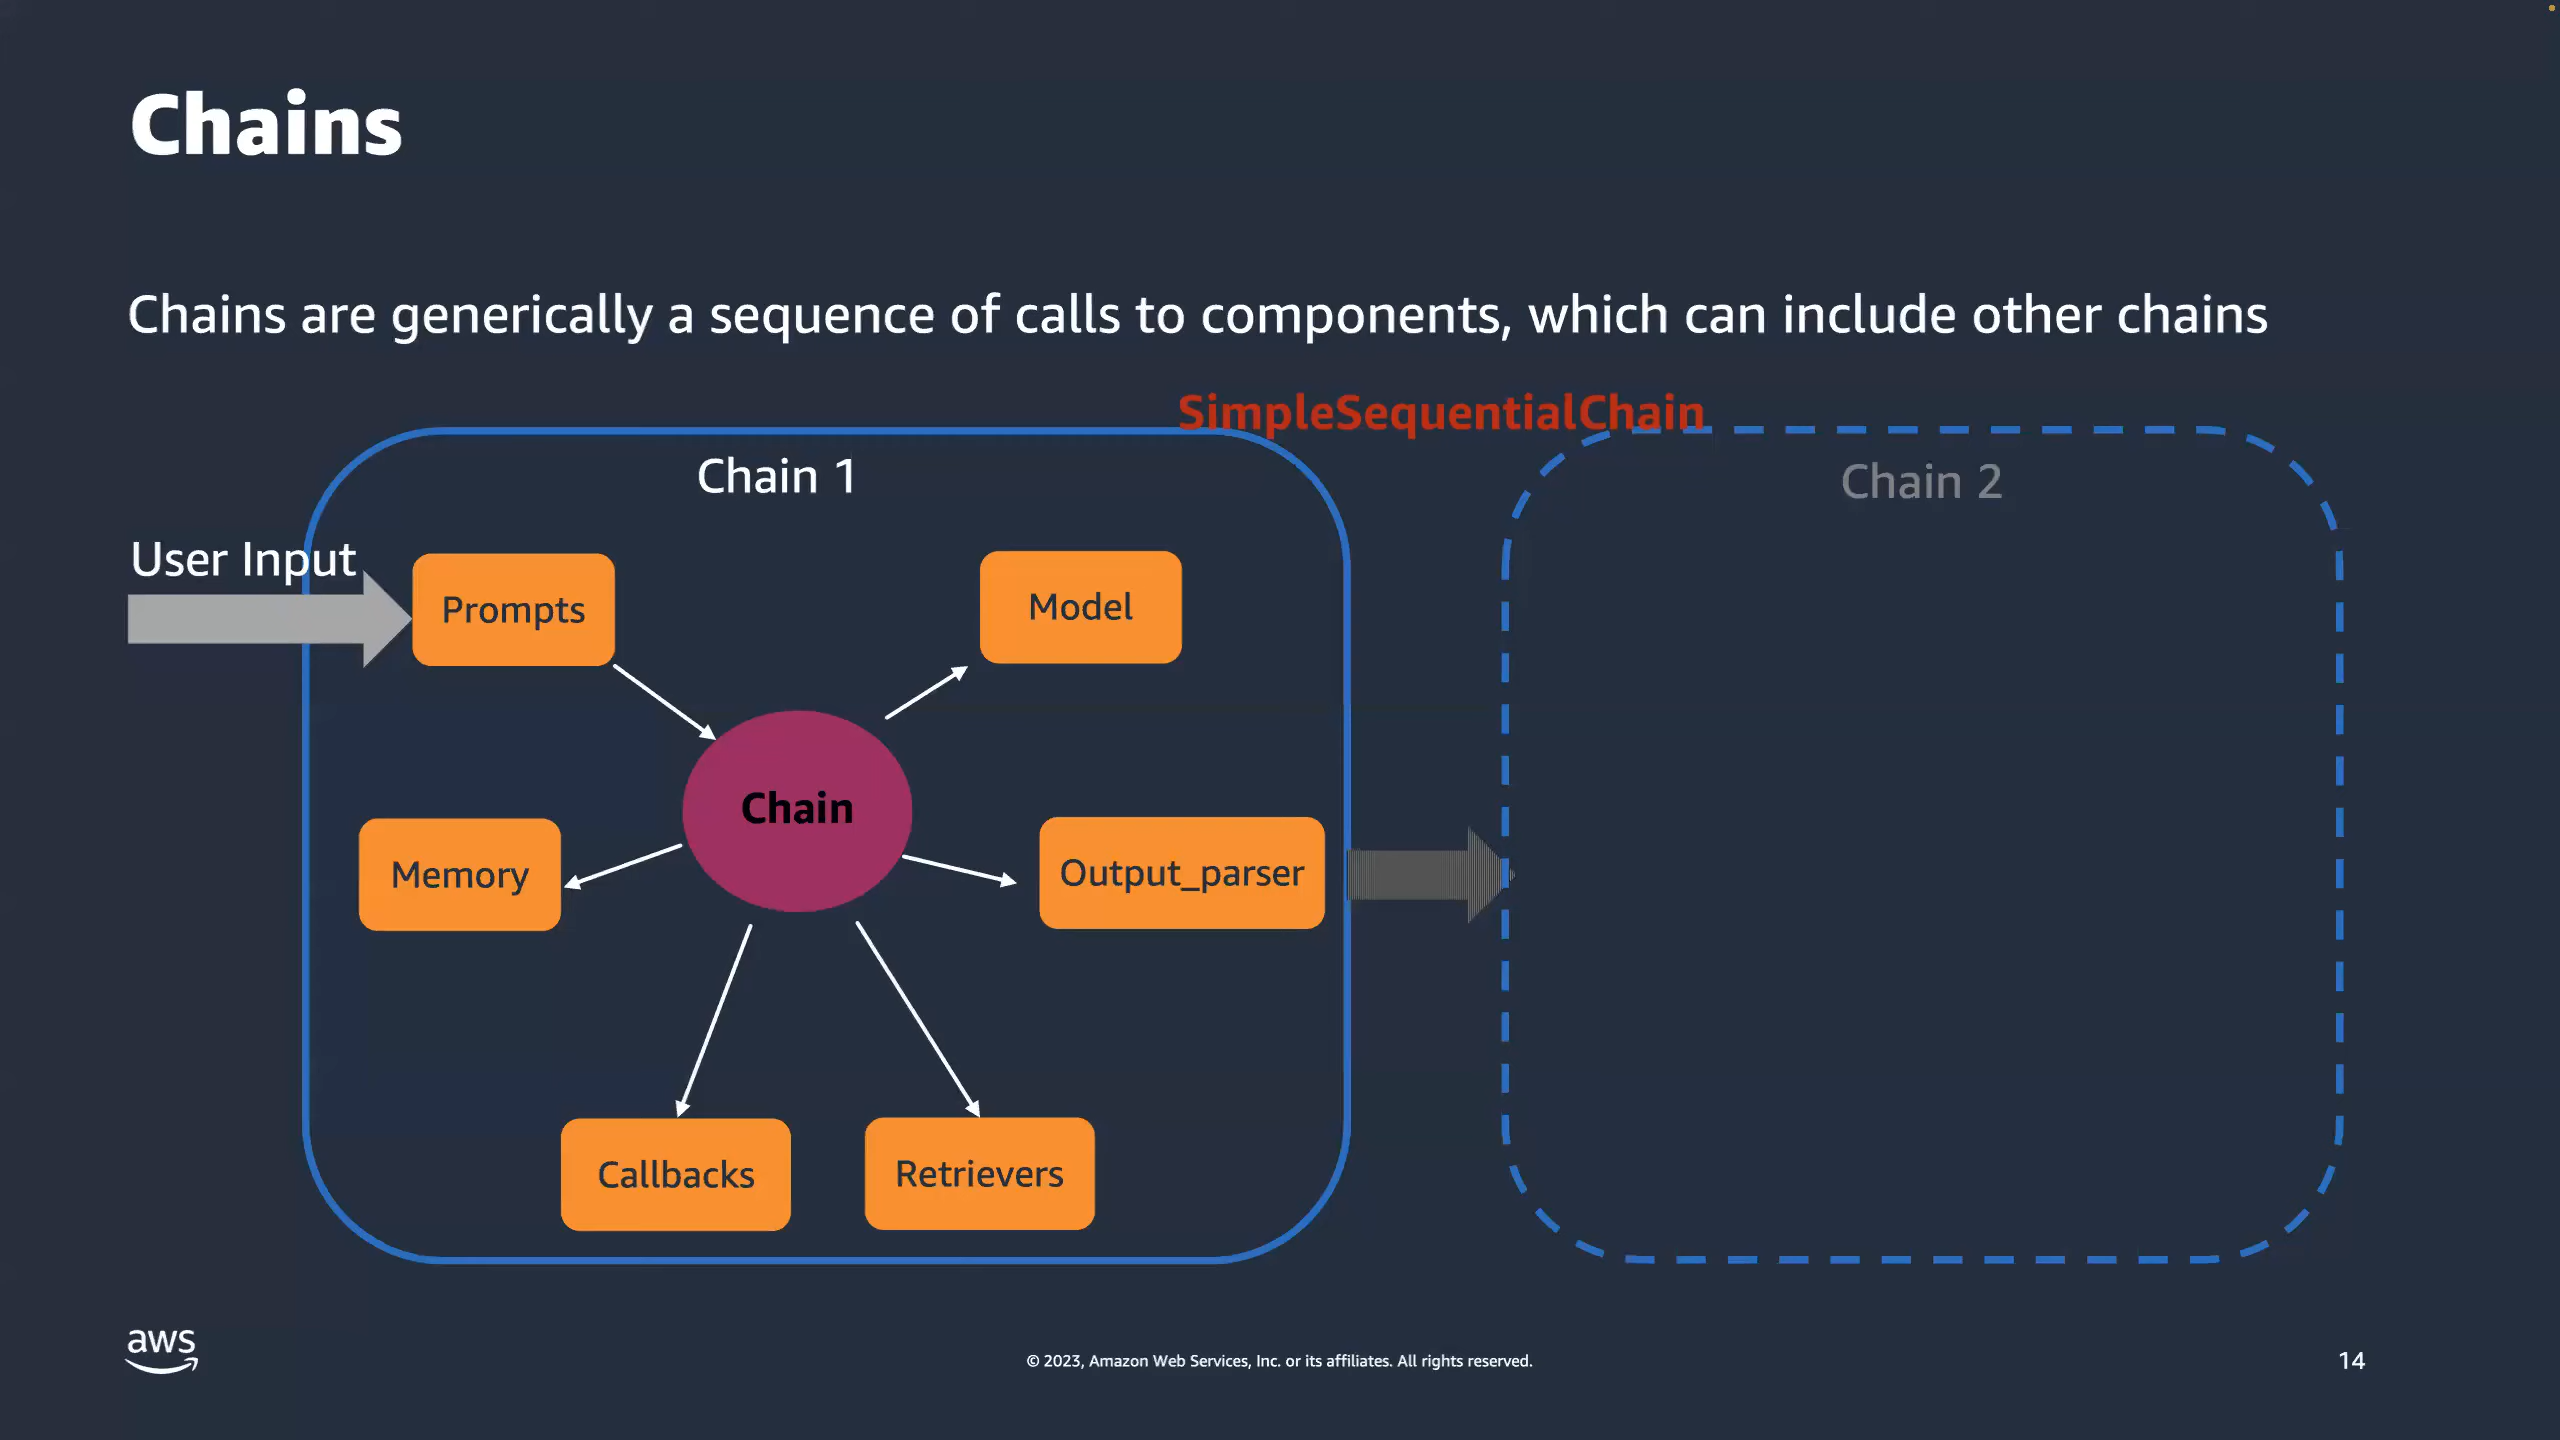 Chains
Chains are generically a sequence of calls to components, which can include other chains
SimpleSequentialChain
Chain 1
Chain 2
User Input
Prompts
Model
Chain
Memory
Output_parser
Callbacks
Retrievers
aws
© 2023, Amazon Web Services, Inc. or its affiliates. All rights reserved.
14